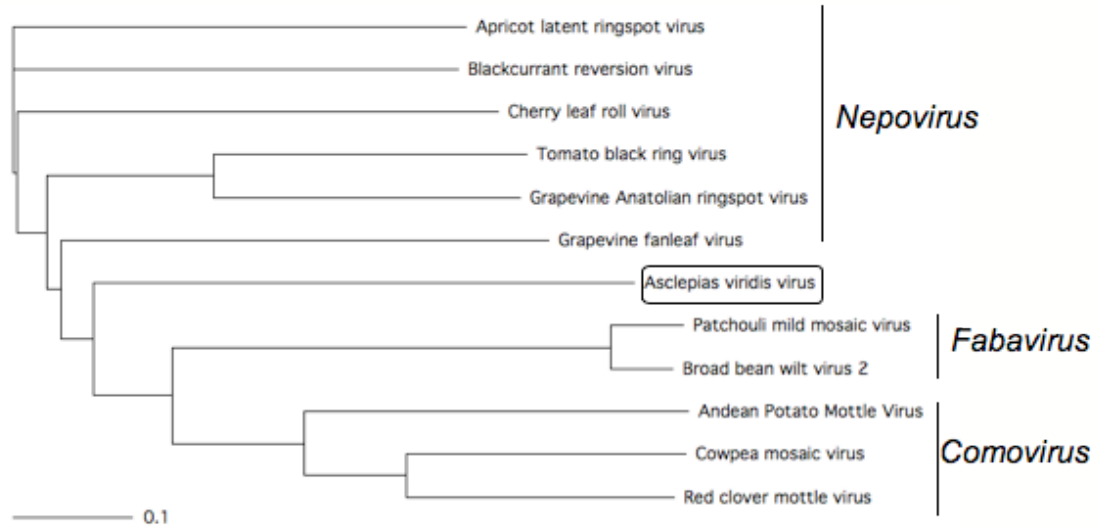 Apricot latent ringspot virus
Blackcurrant reversion virus
Cherry leaf roll virus
Nepovirus
Tomato black ring virus
Grapevine Anatolian ringspot virus
Grapevine fanleaf virus
Asclepias viridis virus
Patchouli mild mosaic virus
Fabavirus
Broad bean wilt virus 2
Andean Potato Mottle Virus
Cowpea mosaic virus
Comovirus
Red clover mottle virus
0.1